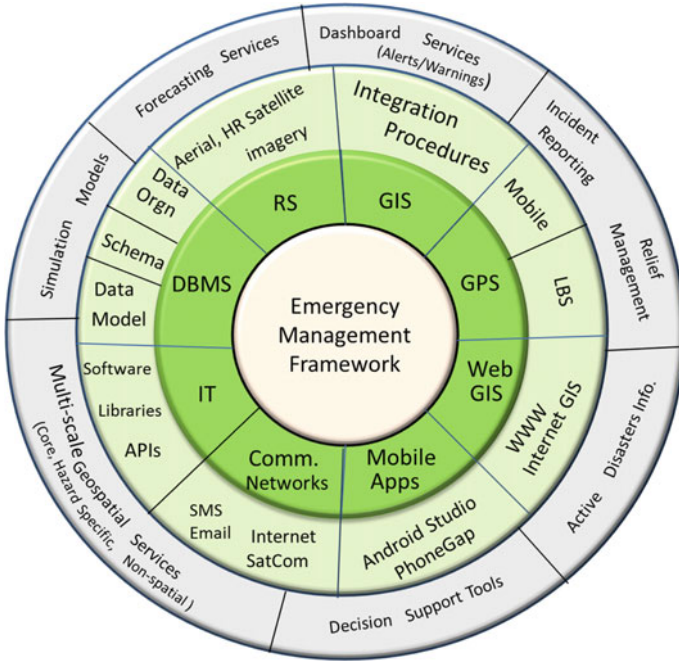 Emergency
Management
Framework
RS
GIS
GPS
Web
GIS
Mobile
Apps
Comm.
Networks
IT
DBMS
Aerial, HR Satellite
imagery
Integration
Procedures
Mobile
LBS
WWW
Internet GIS
Android Studio
PhoneGap
SMS
Email
Internet
SatCom
Software
Libraries
APIs
Data
Model
Schema
Data
Orgn
Forecasting Services
Dashboard Services
(Alerts/Warnings)
Incident
Reporting
Relief
Management
Active Disasters Info.
Decision Support Tools
Multi-scale Geospatial Services
(Core, Hazard Specific, Non-spatial)
Simulation Models